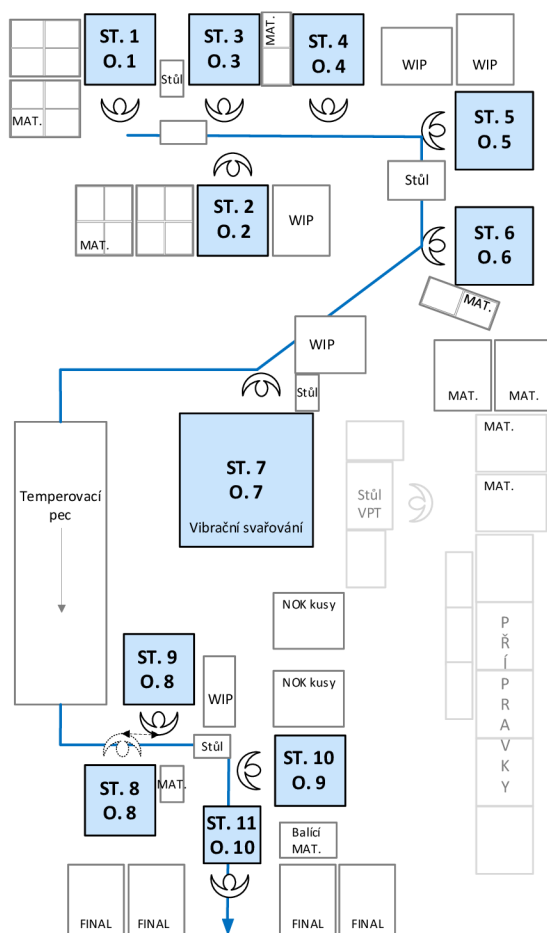 ST. 1
O. 1
Stůl
ST. 3
O. 3
MAT.
ST. 4
O. 4
WIP
WIP
MAT.
ST. 5
O. 5
Stůl
MAT.
ST. 2
O. 2
WIP
ST. 6
O. 6
MAT.
WIP
Stůl
MAT.
MAT.
MAT.
MAT.
ST. 7
O. 7
Vibrační svařování
Stůl
VPT
Temperovací
pec
NOK kusy
NOK kusy
PŘÍPRAVKY
ST. 9
O. 8
WIP
Stůl
ST. 8
O. 8
MAT.
ST. 10
O. 9
ST. 11
O. 10
Balící
MAT.
FINAL
FINAL
FINAL
FINAL